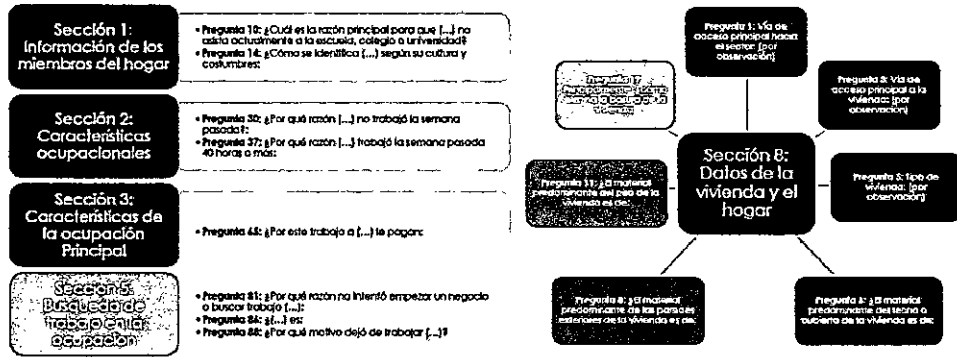 Sección 1:
Información de los
miembros del hogar
• Pregunta 10: ¿Cuál es la razón principal para que (...) no
asista actualmente a la escuela, colegio o universidad?
• Pregunta 14: ¿Cómo se identifica (...) según su cultura y
costumbres:
Sección 2:
Características
ocupacionales
• Pregunta 30: ¿Por qué razón (...) no trabajó la semana
pasada?:
• Pregunta 37: ¿Por qué razón (...) trabajó la semana pasada
40 horas o más:
Sección 3:
Características de
la ocupación
Principal
• Pregunta 65: ¿Por este trabajo a (...) le pagan:
Sección 5:
Búsqueda de
trabajo en la
ocupación
• Pregunta 81: ¿Por qué razón no intentó empezar un negocio
o buscar trabajo (...):
• Pregunta 86: ¿(...) es:
• Pregunta 88: ¿Por qué motivo dejó de trabajar (...)?
Pregunta 1: Vía de
acceso principal hacia
el sector: (por
observación)
Pregunta 3: Vía de
acceso principal a la
vivienda: (por
observación)
Pregunta 5: Tipo de
vivienda: (por
observación)
Pregunta 6: ¿El material
predominante del techo o
cubierta de la vivienda es de:
Pregunta 8: ¿El material
predominante de las paredes
exteriores de la vivienda es de:
Pregunta 11: ¿El material
predominante del piso de la
vivienda es de:
Pregunta
la basura de la
Sección 8:
Datos de la
vivienda y el
hogar